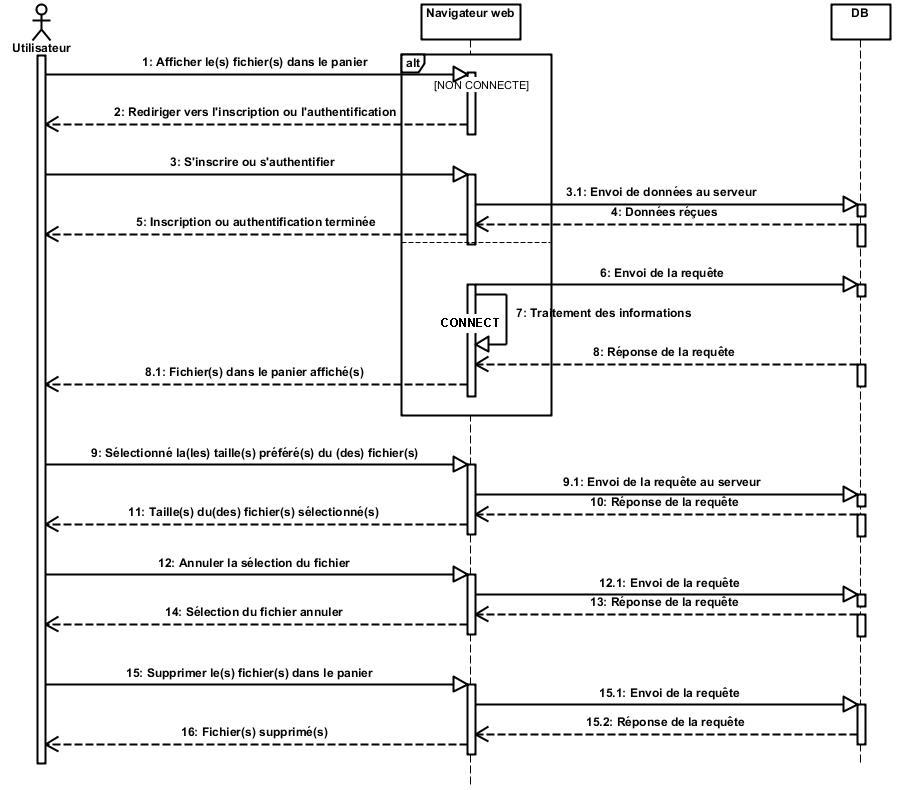 Utilisateur
Navigateur web
DB
alt
1: Afficher le(s) fichier(s) dans le panier
[NON CONNECTE]
2: Rediriger vers l'inscription ou l'authentification
3: S'inscrire ou s'authentifier
3.1: Envoi de données au serveur
4: Données réçues
5: Inscription ou authentification terminée
6: Envoi de la requête
7: Traitement des informations
CONNECT
8: Réponse de la requête
8.1: Fichier(s) dans le panier affiché(s)
9: Sélectionné la(les) taille(s) préféré(s) du (des) fichier(s)
9.1: Envoi de la requête au serveur
10: Réponse de la requête
11: Taille(s) du(des) fichier(s) sélectionné(s)
12: Annuler la sélection du fichier
12.1: Envoi de la requête
13: Réponse de la requête
14: Sélection du fichier annuler
15: Supprimer le(s) fichier(s) dans le panier
15.1: Envoi de la requête
15.2: Réponse de la requête
16: Fichier(s) supprimé(s)